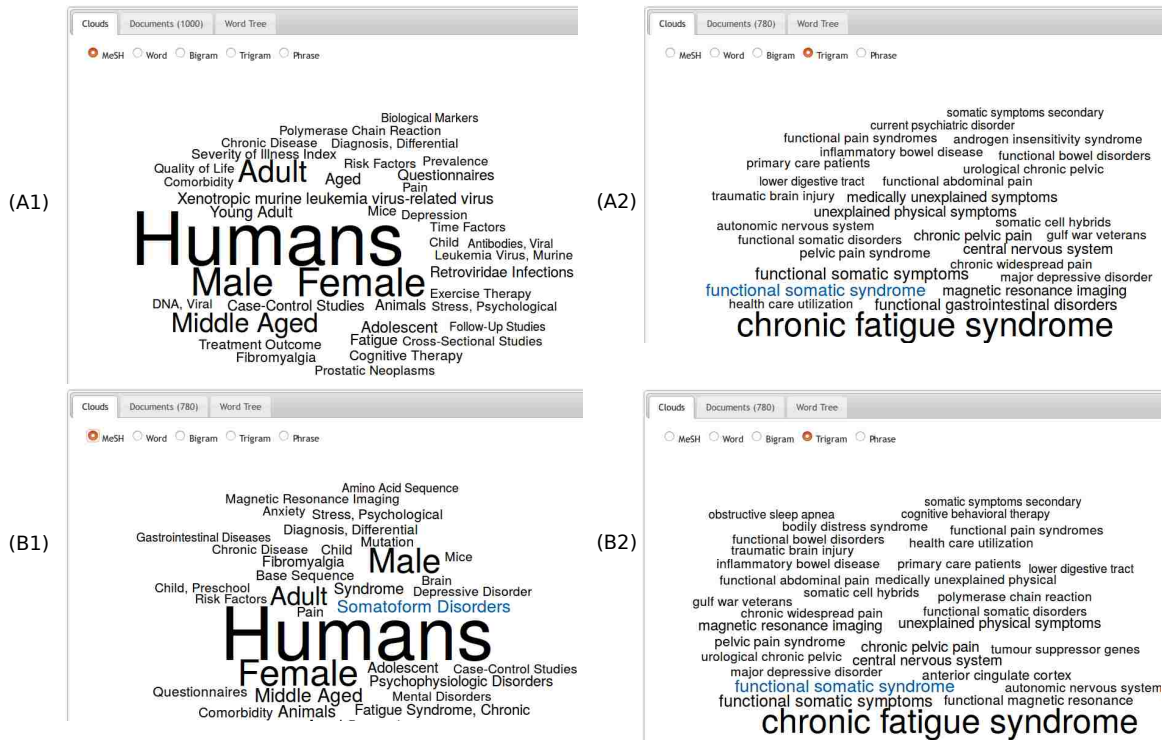 (A1)
Clouds Documents (1000) Word Tree
MeSH Word Bigram Trigram Phrase
Biological Markers
Polymerase Chain Reaction
Chronic Disease Diagnosis, Differential
Severity of Illness Index
Quality of Life Adult Risk Factors Prevalence
Comorbidity Aged Questionnaires
Pain
Xenotropic murine leukemia virus-related virus
Young Adult Mice Depression
Humans Time Factors
Child Antibodies, Viral
Leukemia Virus, Murine
Male Female Retroviridae Infections
Exercise Therapy
DNA, Viral Case-Control Studies Animals Stress, Psychological
Middle Aged Adolescent Follow-Up Studies
Treatment Outcome Fatigue Cross-Sectional Studies
Fibromyalgia Cognitive Therapy
Prostatic Neoplasms
(A2)
Clouds Documents (780) Word Tree
MeSH Word Bigram Trigram Phrase
somatic symptoms secondary
current psychiatric disorder
functional pain syndromes androgen insensitivity syndrome
inflammatory bowel disease functional bowel disorders
primary care patients urological chronic pelvic
lower digestive tract functional abdominal pain
traumatic brain injury medically unexplained symptoms
unexplained physical symptoms
autonomic nervous system somatic cell hybrids
functional somatic disorders chronic pelvic pain gulf war veterans
pelvic pain syndrome central nervous system
chronic widespread pain
functional somatic symptoms major depressive disorder
functional somatic syndrome magnetic resonance imaging
health care utilization functional gastrointestinal disorders
chronic fatigue syndrome
(B1)
Clouds Documents (780) Word Tree
MeSH Word Bigram Trigram Phrase
Amino Acid Sequence
Magnetic Resonance Imaging
Anxiety Stress, Psychological
Diagnosis, Differential
Gastrointestinal Diseases Mutation
Chronic Disease Child Male Mice
Fibromyalgia
Base Sequence Brain
Child, Preschool Adult Syndrome Depressive Disorder
Risk Factors
Pain Somatoform Disorders
Humans
Female Adolescent Case-Control Studies
Psychophysiologic Disorders
Questionnaires Middle Aged Mental Disorders
Comorbidity Animals Fatigue Syndrome, Chronic
(B2)
Clouds Documents (780) Word Tree
MeSH Word Bigram Trigram Phrase
somatic symptoms secondary
obstructive sleep apnea cognitive behavioral therapy
bodily distress syndrome functional pain syndromes
functional bowel disorders health care utilization
traumatic brain injury
inflammatory bowel disease primary care patients lower digestive tract
functional abdominal pain medically unexplained physical
somatic cell hybrids polymerase chain reaction
gulf war veterans
chronic widespread pain functional somatic disorders
magnetic resonance imaging unexplained physical symptoms
pelvic pain syndrome chronic pelvic pain tumour suppressor genes
urological chronic pelvic central nervous system
major depressive disorder anterior cingulate cortex
functional somatic syndrome autonomic nervous system
functional somatic symptoms functional magnetic resonance
chronic fatigue syndrome